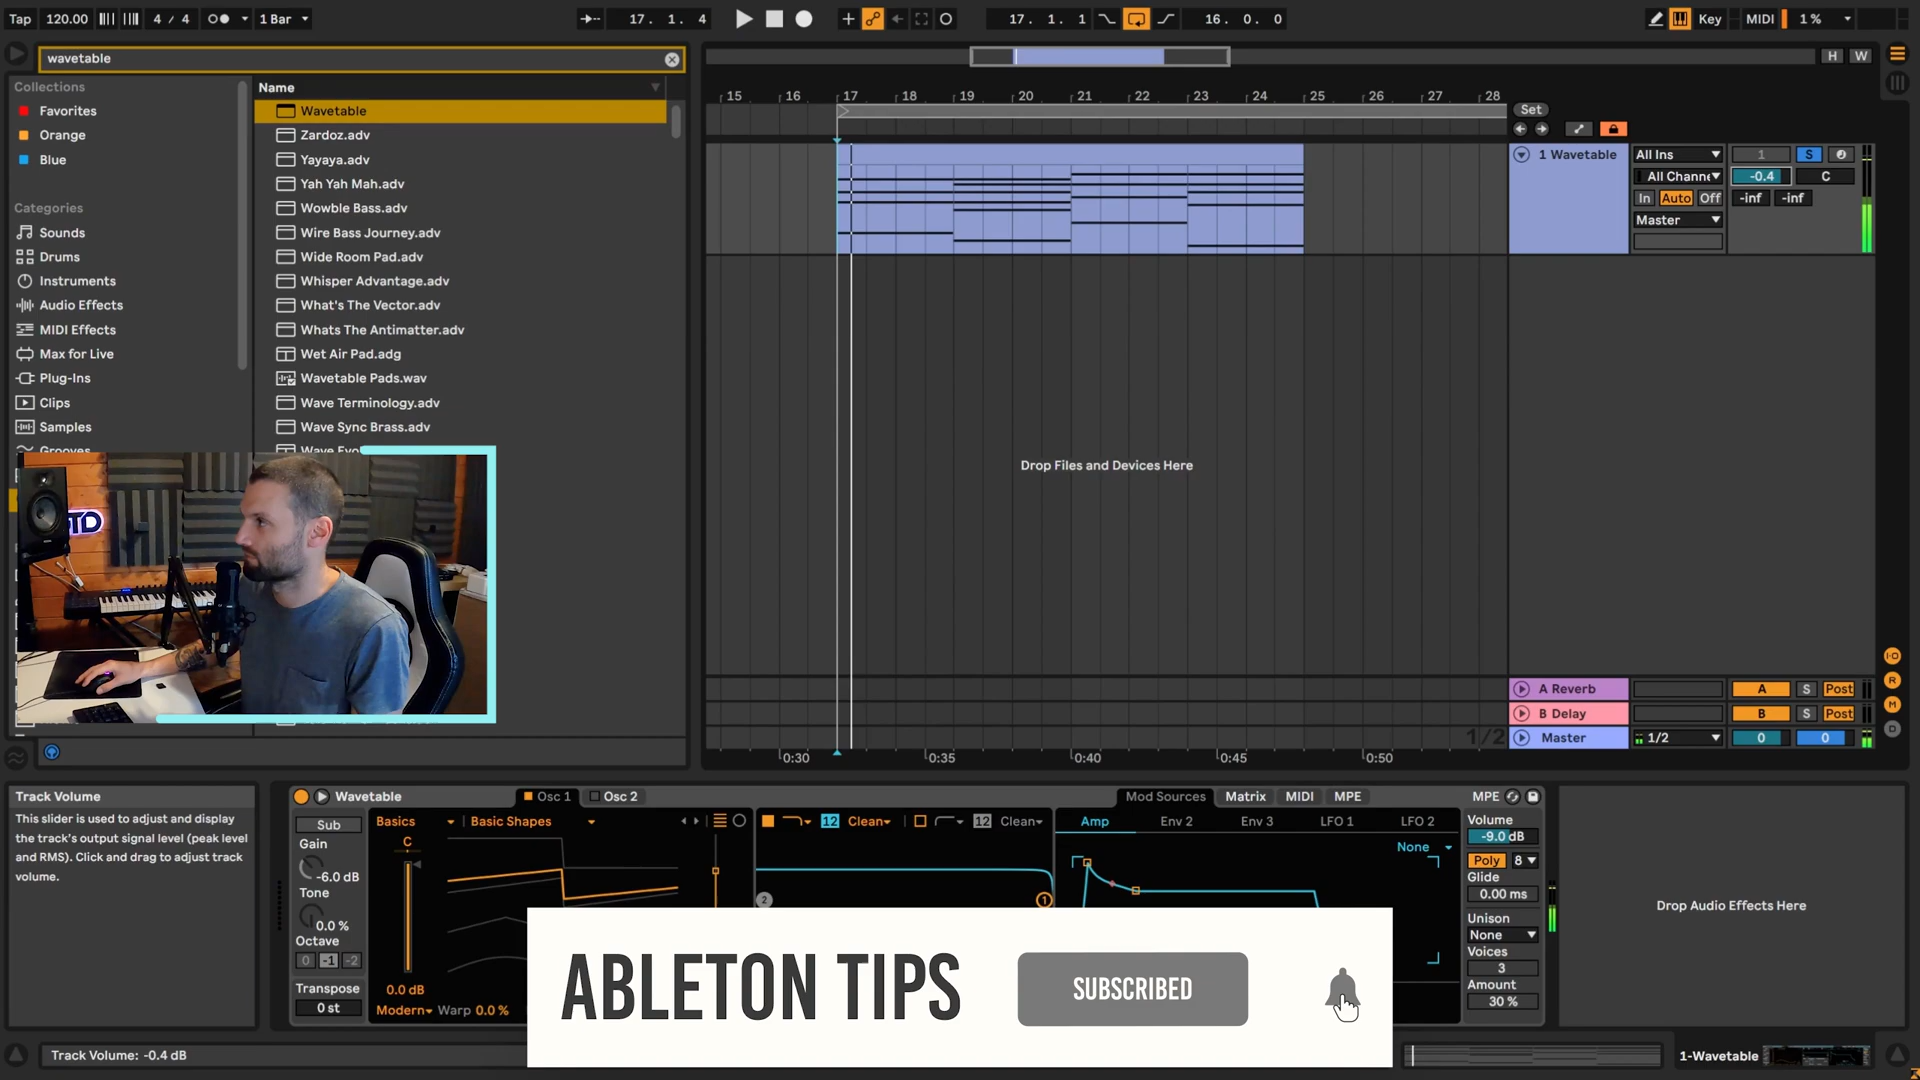 Tap 120.00 4 / 4 1 Bar 17. 1. 4 17. 1. 1 16. 0. 0 Key MIDI 1 %
wavetable
H W
Collections
Favorites
Orange
Blue
Categories
Sounds
Drums
Instruments
Audio Effects
MIDI Effects
Max for Live
Plug-Ins
Clips
Samples
Grooves
Name
Wavetable
Zardoz.adv
Yayaya.adv
Yah Yah Mah.adv
Wowble Bass.adv
Wire Bass Journey.adv
Wide Room Pad.adv
Whisper Advantage.adv
What's The Vector.adv
Whats The Antimatter.adv
Wet Air Pad.adg
Wavetable Pads.wav
Wave Terminology.adv
Wave Sync Brass.adv
TD
15 16 17 18 19 20 21 22 23 24 25 26 27 28
Set
1 Wavetable All Ins 1 S
All Channe -0.4 C
In Auto Off -inf -inf
Master
Drop Files and Devices Here
A Reverb A S Post
B Delay B S Post
1/2 Master 1/2 0 0
0:30 0:35 0:40 0:45 0:50
I·O
R
M
D
Track Volume
This slider is used to adjust and display
the track's output signal level (peak level
and RMS). Click and drag to adjust track
volume.
Wavetable Osc 1 Osc 2 Mod Sources Matrix MIDI MPE MPE
Sub Basics Basic Shapes 12 Clean 12 Clean Amp Env 2 Env 3 LFO 1 LFO 2 Volume
-9.0 dB
Gain C None
-6.0 dB
Poly 8
Tone
Glide
0.00 ms
0.0 %
2 1
Unison
None
Octave
0 -1 -2
Voices
3
Transpose
0 st
0.0 dB
Amount
30 %
Modern Warp 0.0 %
Drop Audio Effects Here
ABLETON TIPS
SUBSCRIBED
Track Volume: -0.4 dB
1-Wavetable